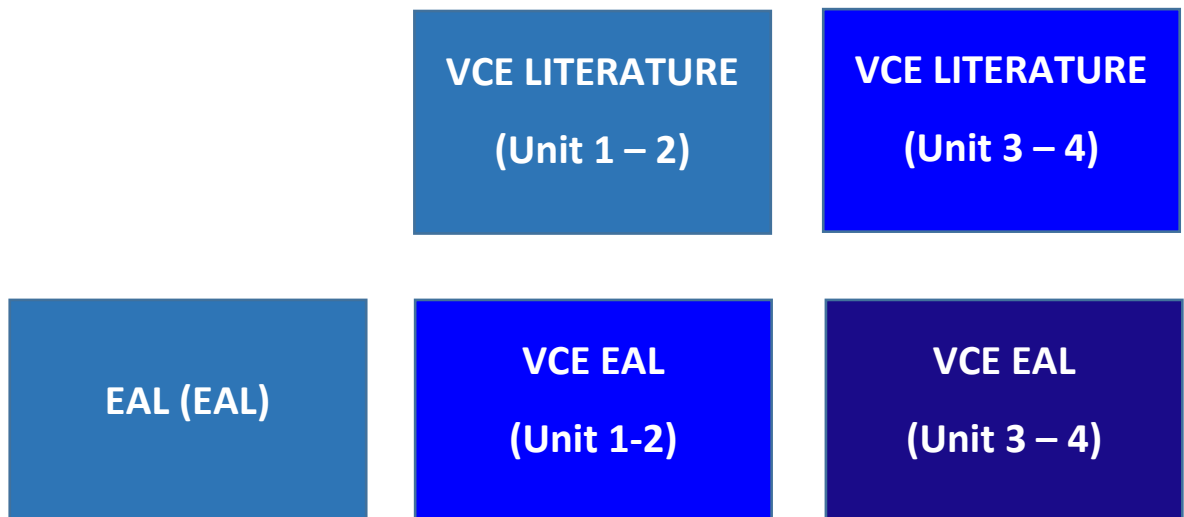 VCE LITERATURE
(Unit 1 – 2)
VCE LITERATURE
(Unit 3 – 4)
EAL (EAL)
VCE EAL
(Unit 1-2)
VCE EAL
(Unit 3 – 4)